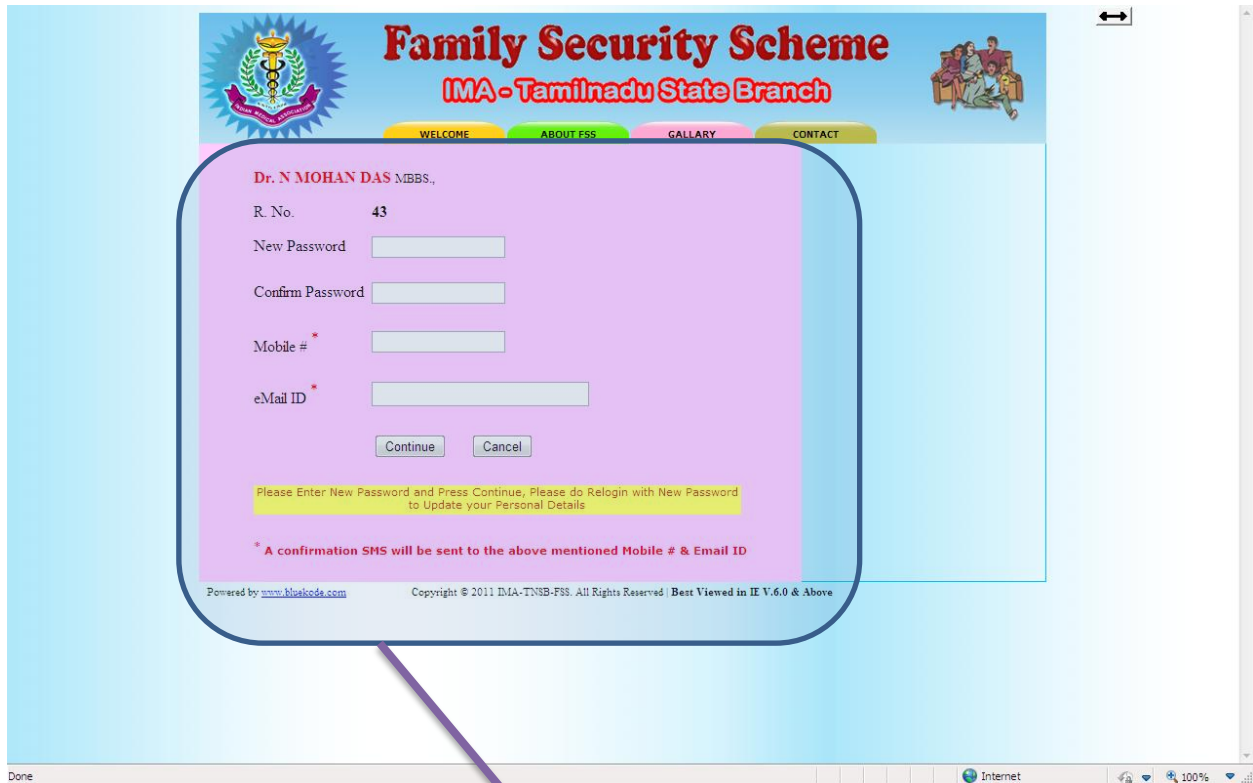 Family Security Scheme
IMA - Tamilnadu State Branch
INDIAN MEDICAL ASSOCIATION
WELCOME ABOUT FSS GALLARY CONTACT
Dr. N MOHAN DAS MBBS.,
R. No. 43
New Password
Confirm Password
Mobile # *
eMail ID *
Continue Cancel
Please Enter New Password and Press Continue, Please do Relogin with New Password
to Update your Personal Details
* A confirmation SMS will be sent to the above mentioned Mobile # & Email ID
Powered by www.bluekode.com Copyright © 2011 IMA-TNSB-FSS. All Rights Reserved | Best Viewed in IE V.6.0 & Above
Done Internet 100%